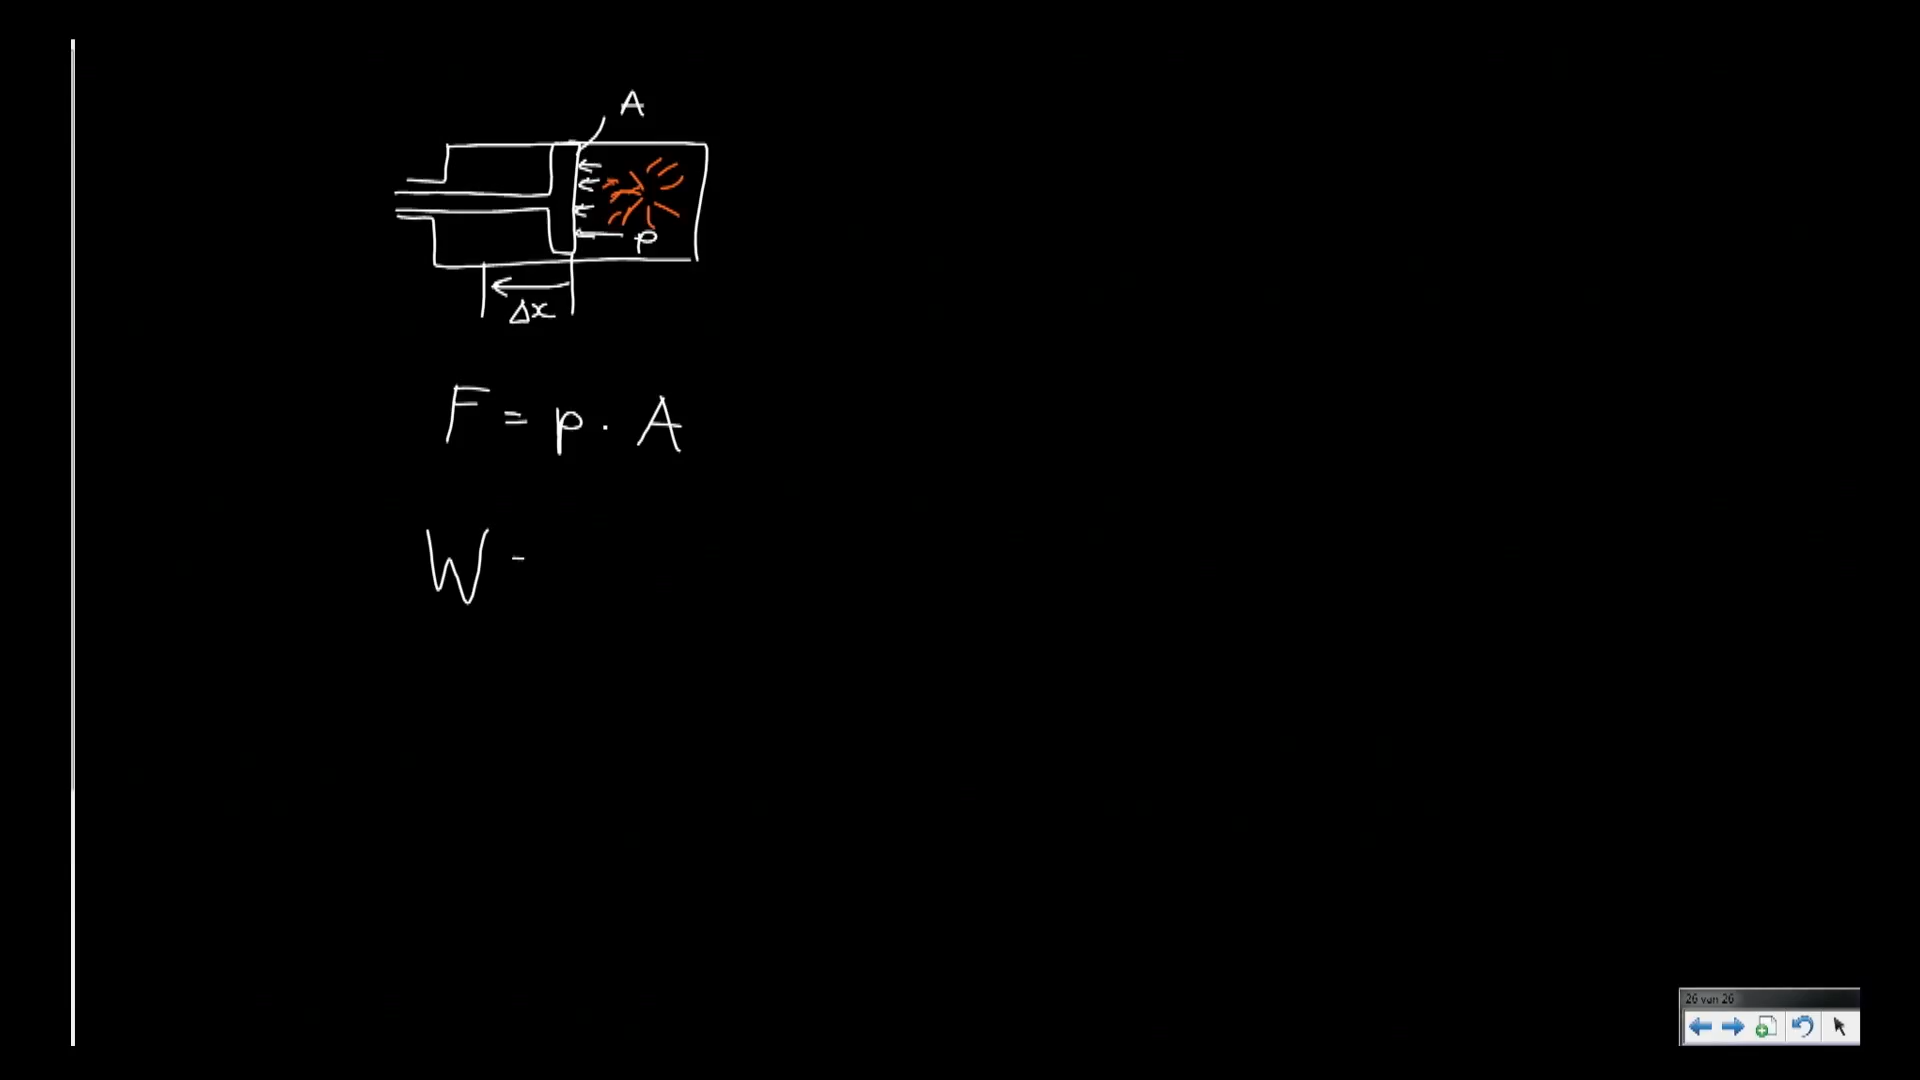 A
p
Δx
F = p . A
W -
26 van 26